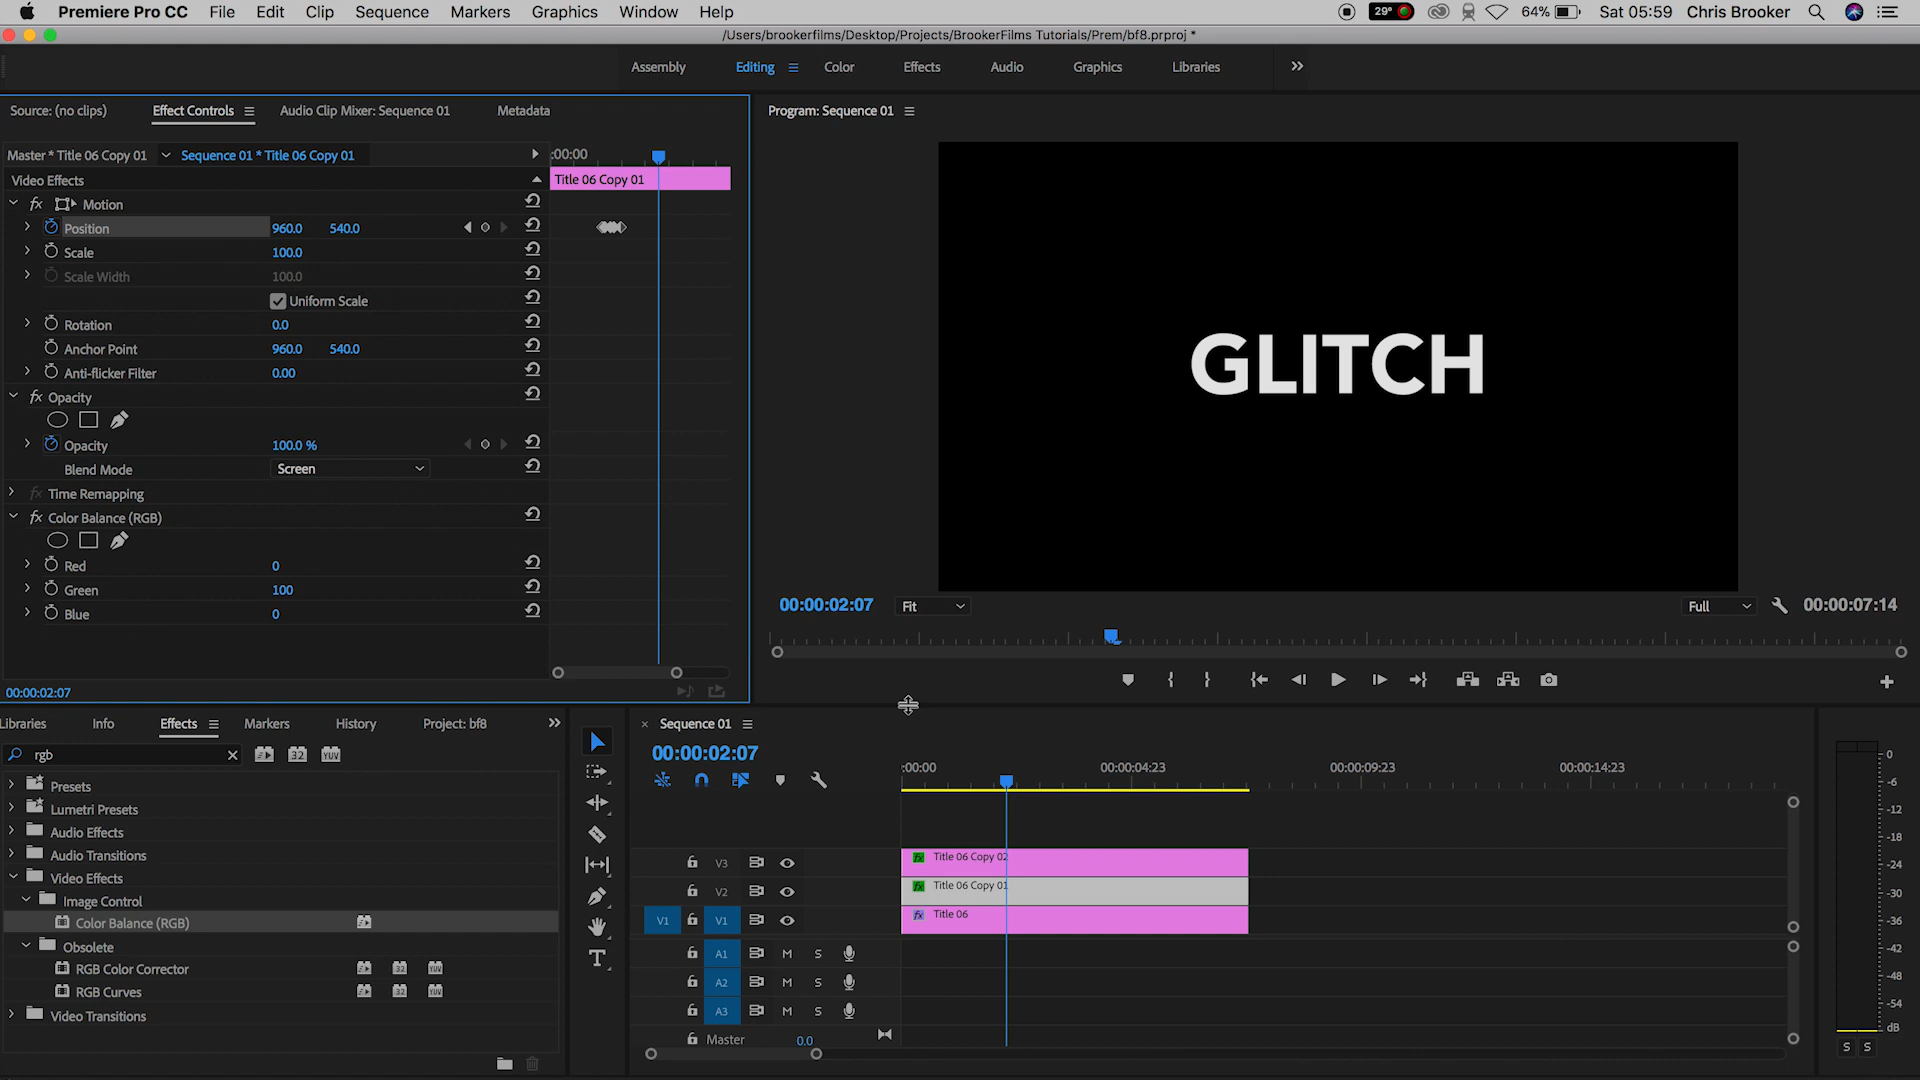 Premiere Pro CC File Edit Clip Sequence Markers Graphics Window Help 29° 64% Sat 05:59 Chris Brooker
/Users/brookerfilms/Desktop/Projects/BrookerFilms Tutorials/Prem/bf8.prproj *
Assembly Editing Color Effects Audio Graphics Libraries
Source: (no clips) Effect Controls Audio Clip Mixer: Sequence 01 Metadata
Program: Sequence 01
Master * Title 06 Copy 01 Sequence 01 * Title 06 Copy 01 :00:00
Video Effects Title 06 Copy 01
fx Motion
Position 960.0 540.0
Scale 100.0
Scale Width 100.0
Uniform Scale
Rotation 0.0
Anchor Point 960.0 540.0
Anti-flicker Filter 0.00
fx Opacity
Opacity 100.0 %
Blend Mode Screen
fx Time Remapping
fx Color Balance (RGB)
Red 0
Green 100
Blue 0
00:00:02:07
GLITCH
00:00:02:07 Fit Full 00:00:07:14
Libraries Info Effects Markers History Project: bf8
rgb 32 YUV
Presets
Lumetri Presets
Audio Effects
Audio Transitions
Video Effects
Image Control
Color Balance (RGB)
Obsolete
RGB Color Corrector 32 YUV
RGB Curves 32 YUV
Video Transitions
× Sequence 01
00:00:02:07
:00:00 00:00:04:23 00:00:09:23 00:00:14:23
V3 fx Title 06 Copy 02
V2 fx Title 06 Copy 01
V1 V1 fx Title 06
A1 M S
A2 M S
A3 M S
Master 0.0
0
-6
-12
-18
-24
-30
-36
-42
-48
-54
dB
S S